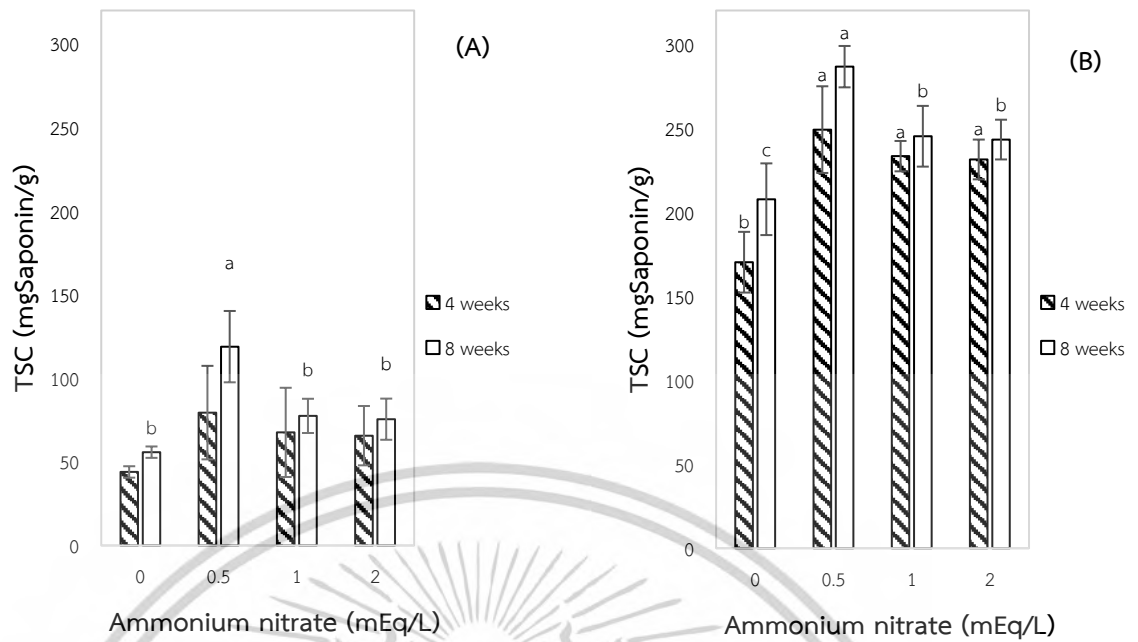 (A)
TSC (mgSaponin/g)
300
250
200
150
100
50
0
b
a
b
b
0 0.5 1 2
Ammonium nitrate (mEq/L)
4 weeks
8 weeks
(B)
TSC (mgSaponin/g)
300
250
200
150
100
50
0
b
c
a
a
a
b
a
b
0 0.5 1 2
Ammonium nitrate (mEq/L)
4 weeks
8 weeks